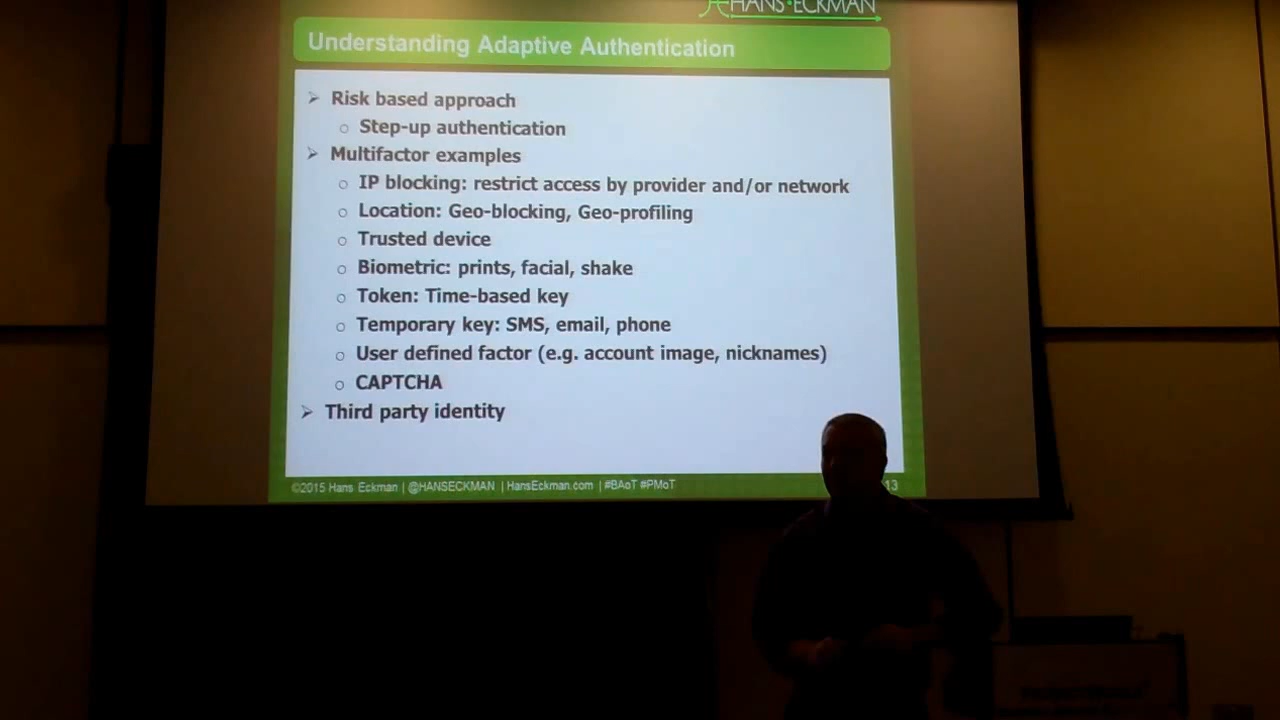 HANS ECKMAN
Understanding Adaptive Authentication
➢ Risk based approach
○ Step-up authentication
➢ Multifactor examples
○ IP blocking: restrict access by provider and/or network
○ Location: Geo-blocking, Geo-profiling
○ Trusted device
○ Biometric: prints, facial, shake
○ Token: Time-based key
○ Temporary key: SMS, email, phone
○ User defined factor (e.g. account image, nicknames)
○ CAPTCHA
➢ Third party identity
©2015 Hans Eckman | @HANSECKMAN | HansEckman.com | #BAoT #PMoT
13